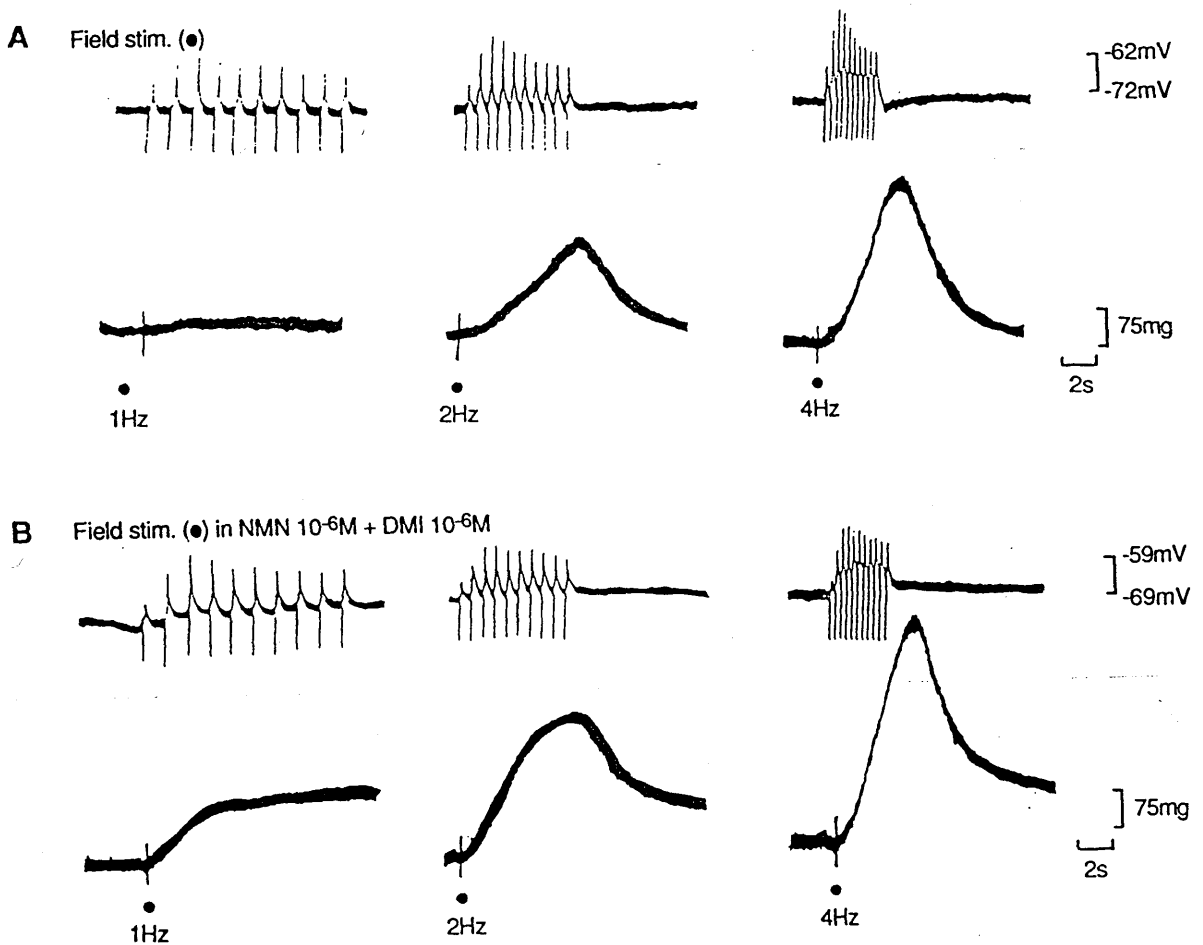 A Field stim. (●)
-62mV
-72mV
75mg
2s
1Hz
2Hz
4Hz
B Field stim. (●) in NMN 10⁻⁶M + DMI 10⁻⁶M
-59mV
-69mV
75mg
2s
1Hz
2Hz
4Hz